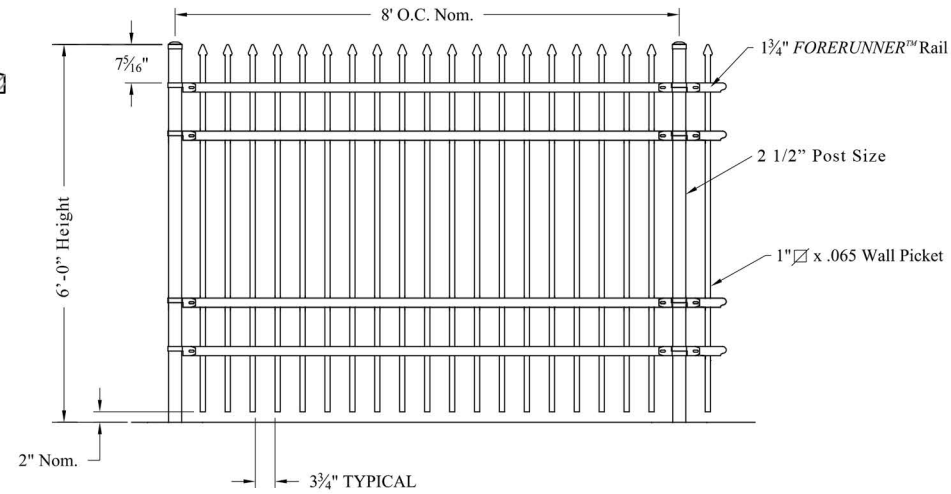 8' O.C. Nom.
7⁵⁄₁₆"
1¾" FORERUNNER™ Rail
2 1/2” Post Size
6’-0” Height
1"⍁ x .065 Wall Picket
2" Nom.
3¾" TYPICAL